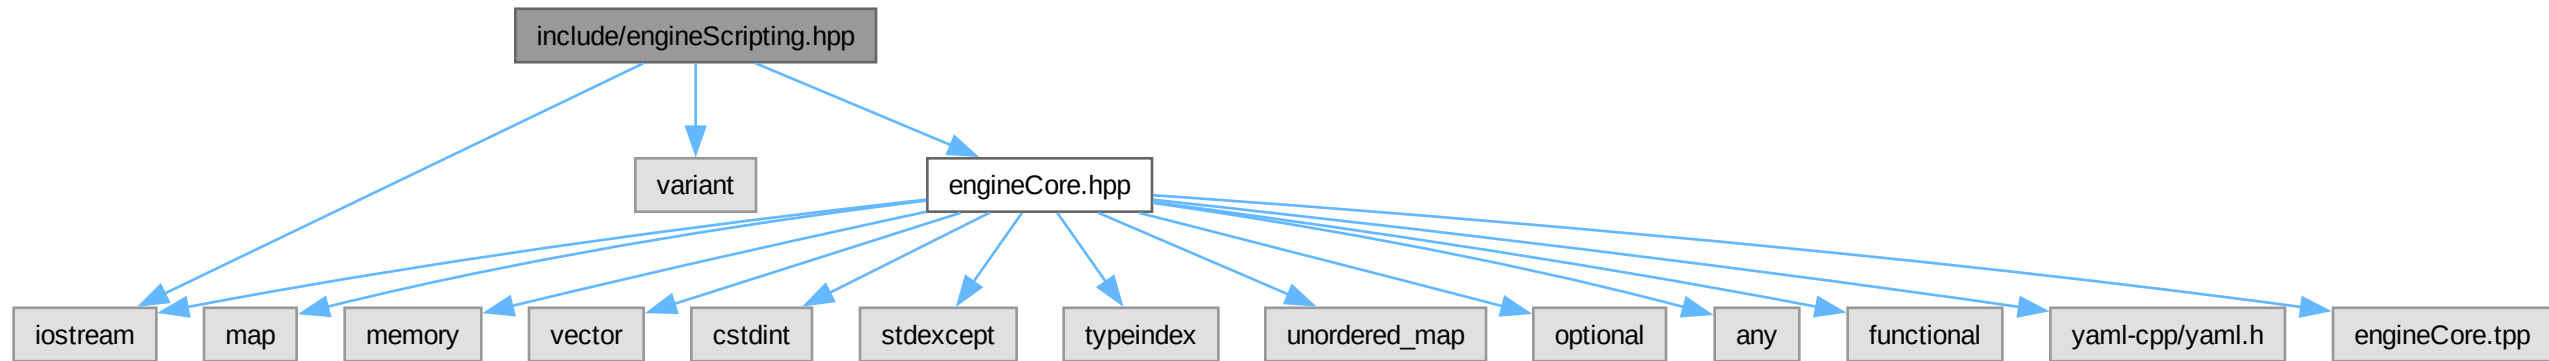 include/engineScripting.hpp
variant
engineCore.hpp
iostream
map
memory
vector
cstdint
stdexcept
typeindex
unordered_map
optional
any
functional
yaml-cpp/yaml.h
engineCore.tpp